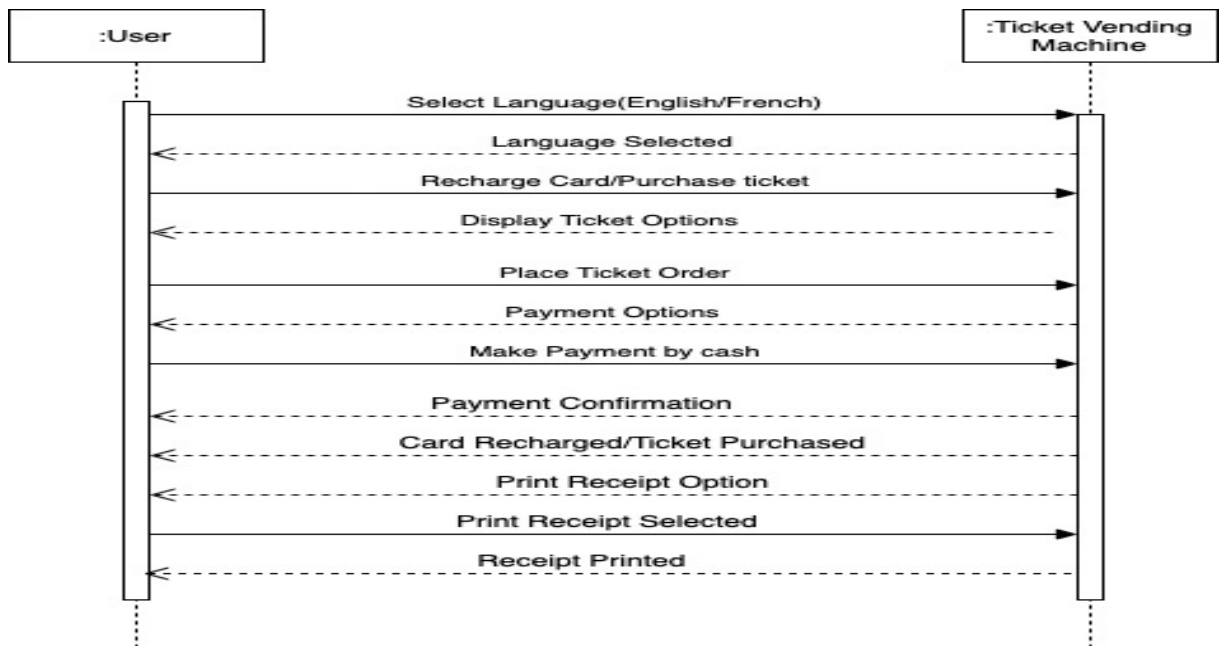 :User
:Ticket Vending
Machine
Select Language(English/French)
Language Selected
Recharge Card/Purchase ticket
Display Ticket Options
Place Ticket Order
Payment Options
Make Payment by cash
Payment Confirmation
Card Recharged/Ticket Purchased
Print Receipt Option
Print Receipt Selected
Receipt Printed